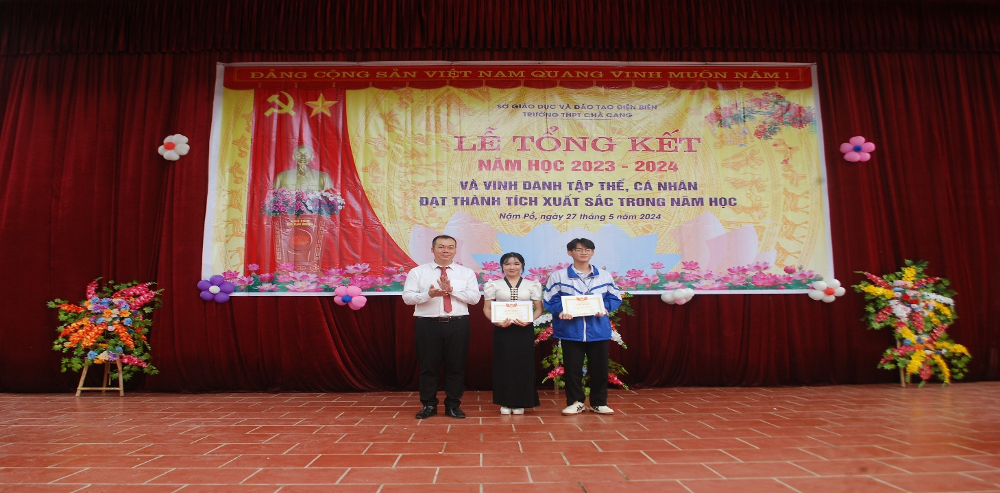 ĐẢNG CỘNG SẢN VIỆT NAM QUANG VINH MUÔN NĂM !
SỞ GIÁO DỤC VÀ ĐÀO TẠO ĐIỆN BIÊN
TRƯỜNG THPT CHÀ CANG
LỄ TỔNG KẾT
NĂM HỌC 2023 - 2024
VÀ VINH DANH TẬP THỂ, CÁ NHÂN
ĐẠT THÀNH TÍCH XUẤT SẮC TRONG NĂM HỌC
Nậm Pồ, ngày 27 tháng 5 năm 2024